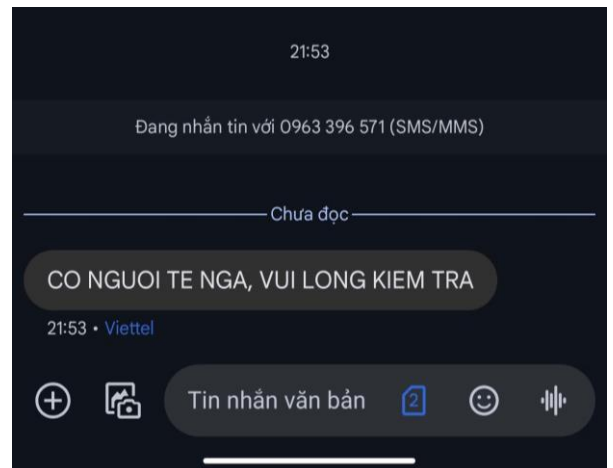 21:53
Đang nhắn tin với 0963 396 571 (SMS/MMS)
Chưa đọc
CO NGUOI TE NGA, VUI LONG KIEM TRA
21:53 • Viettel
Tin nhắn văn bản 2